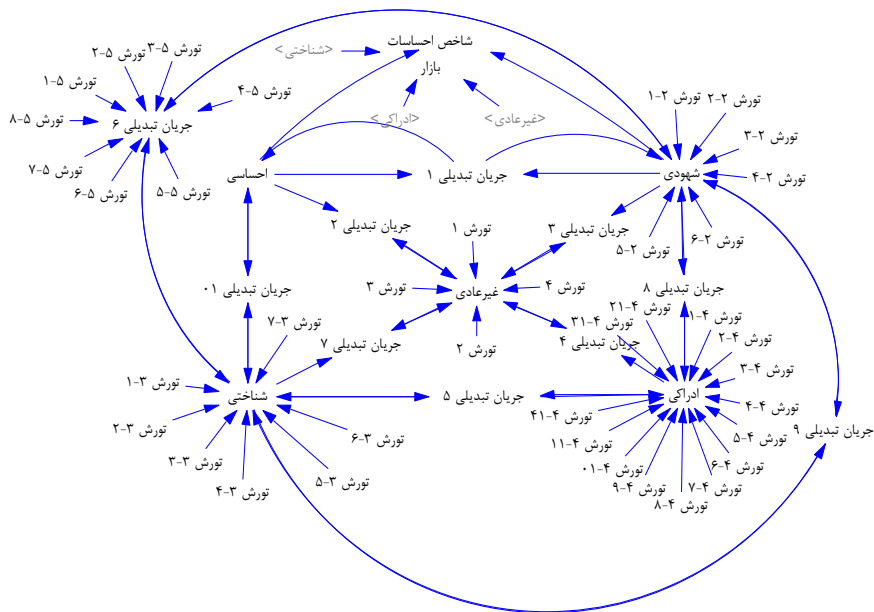 شاخص احساسات
بازار
<شناختی>
<ادراکی>
<غیرعادی>
تورش ۵-۳
تورش ۵-۲
تورش ۵-۱
تورش ۵-۴
تورش ۵-۸
جریان تبدیلی ۶
تورش ۵-۷
تورش ۵-۶
تورش ۵-۵
تورش ۲-۱
تورش ۲-۲
تورش ۲-۳
تورش ۲-۴
شهودی
جریان تبدیلی ۱
احساسی
تورش ۲-۶
تورش ۲-۵
جریان تبدیلی ۳
جریان تبدیلی ۲
تورش ۱
جریان تبدیلی ۸
تورش ۴
غیرعادی
تورش ۳
جریان تبدیلی ۰۱
تورش ۴-۲۱
تورش ۴-۱
تورش ۴-۳۱
تورش ۳-۷
تورش ۴-۲
جریان تبدیلی ۴
تورش ۲
جریان تبدیلی ۷
تورش ۴-۳
تورش ۳-۱
ادراکی
جریان تبدیلی ۵
شناختی
تورش ۴-۴
تورش ۴-۴۱
تورش ۳-۲
جریان تبدیلی ۹
تورش ۴-۵
تورش ۴-۱۱
تورش ۳-۶
تورش ۳-۳
تورش ۴-۶
تورش ۴-۰۱
تورش ۳-۵
تورش ۳-۴
تورش ۴-۷
تورش ۴-۹
تورش ۴-۸